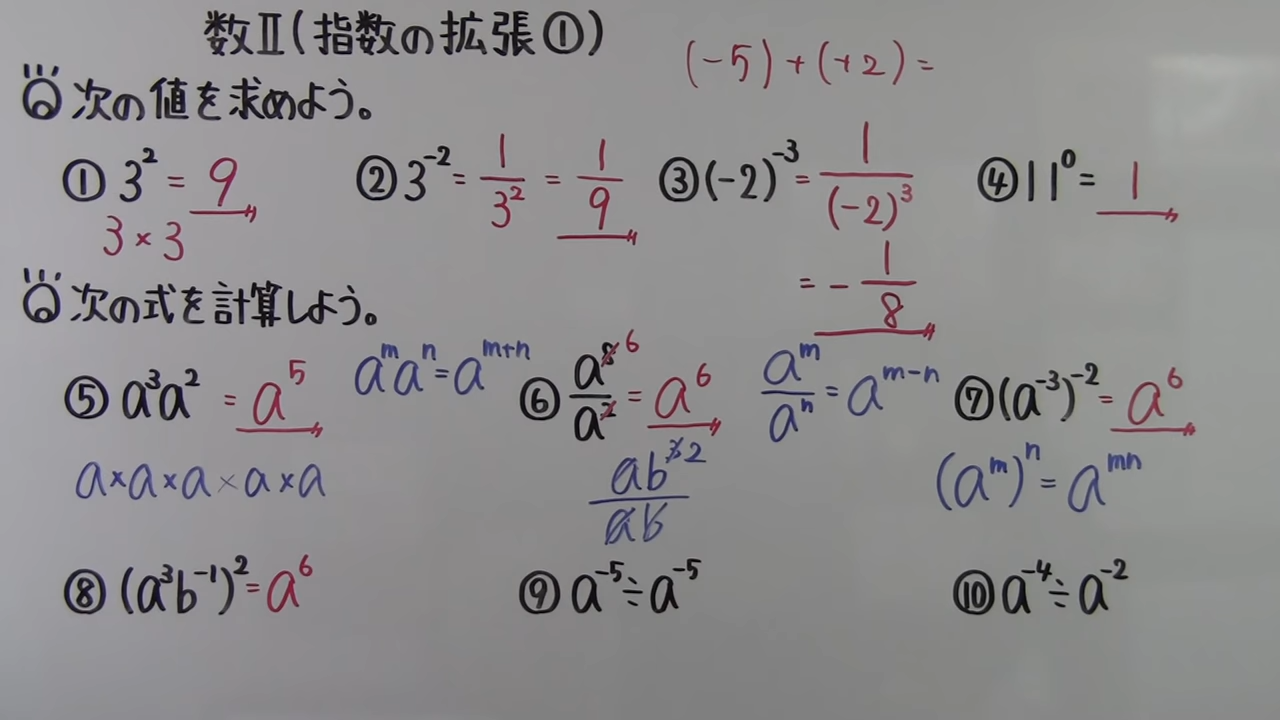 数Ⅱ(指数の拡張①)
(-5)+(+2)=
Q 次の値を求めよう。
① 3² = 9
3×3
② 3⁻² = 1/3² = 1/9
③ (-2)⁻³ = 1/(-2)³
= -1/8
④ 11⁰ = 1
Q 次の式を計算しよう。
⑤ a³a² = a⁵
aᵐaⁿ = aᵐ⁺ⁿ
a×a×a×a×a
⑥ a⁸/a² = a⁶
6
aᵐ/aⁿ = aᵐ⁻ⁿ
ab³/ab
2
⑦ (a⁻³)⁻² = a⁶
(aᵐ)ⁿ = aᵐⁿ
⑧ (a³b⁻¹)² = a⁶
⑨ a⁻⁵÷a⁻⁵
⑩ a⁻⁴÷a⁻²